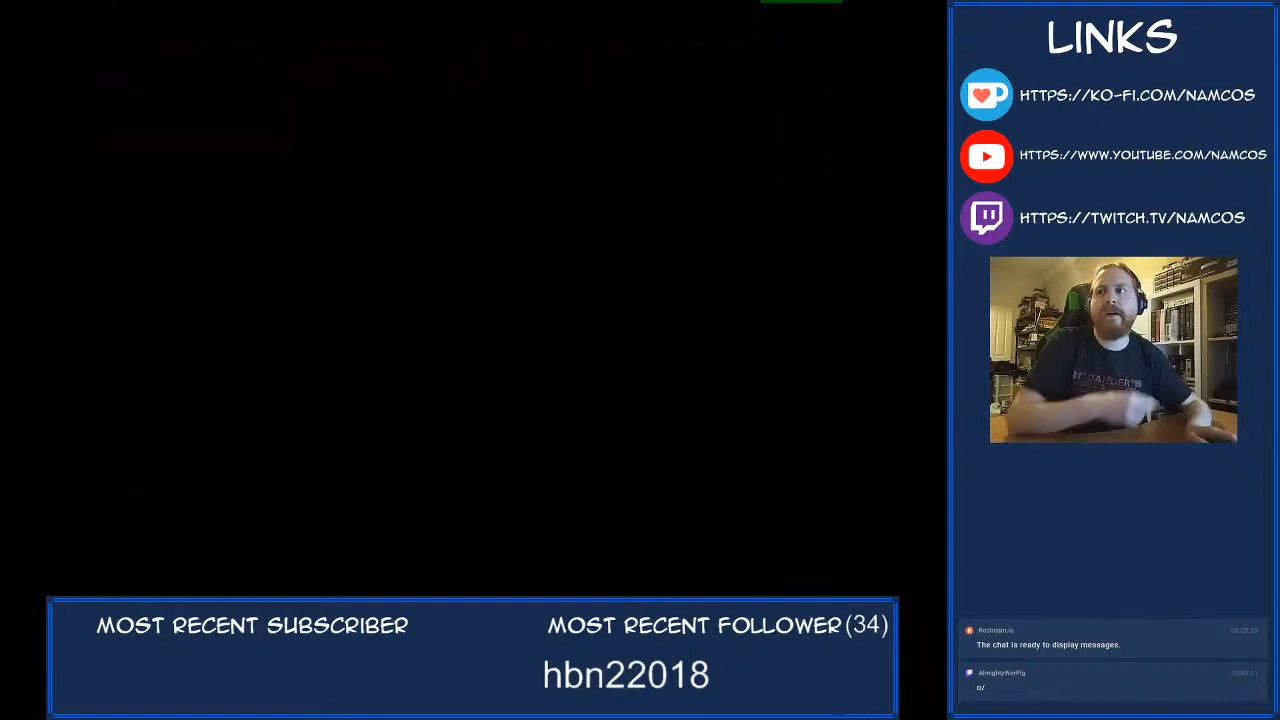 LINKS
HTTPS://KO-FI.COM/NAMCOS
HTTPS://WWW.YOUTUBE.COM/NAMCOS
HTTPS://TWITCH.TV/NAMCOS
DANGER
Restream.io
The chat is ready to display messages.
AlmightyWarPig
o/
MOST RECENT SUBSCRIBER
MOST RECENT FOLLOWER (34)
hbn22018